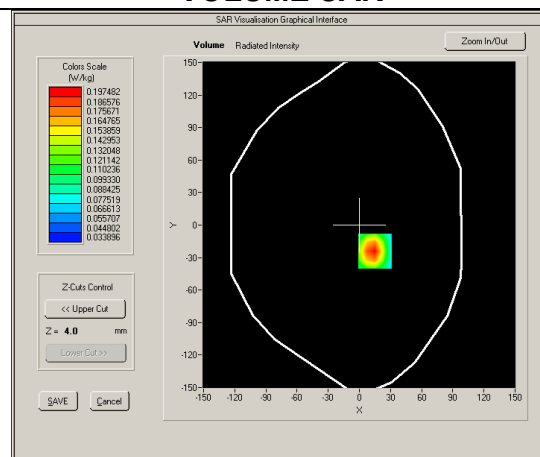 VOLUME SAR
SAR Visualisation Graphical Interface
Volume Radiated Intensity
Zoom In/Out
Colors Scale
(W/kg)
0.197482
0.186576
0.175671
0.164765
0.153859
0.142953
0.132048
0.121142
0.110236
0.099330
0.088425
0.077519
0.066613
0.055707
0.044802
0.033896
Z-Cuts Control
<< Upper Cut
Z = 4.0 mm
Lower Cut >>
SAVE Cancel
150-
120-
90-
60-
30-
0-
-30-
-60-
-90-
-120-
-150-
Y
-150 -120 -90 -60 -30 0 30 60 90 120 150
X